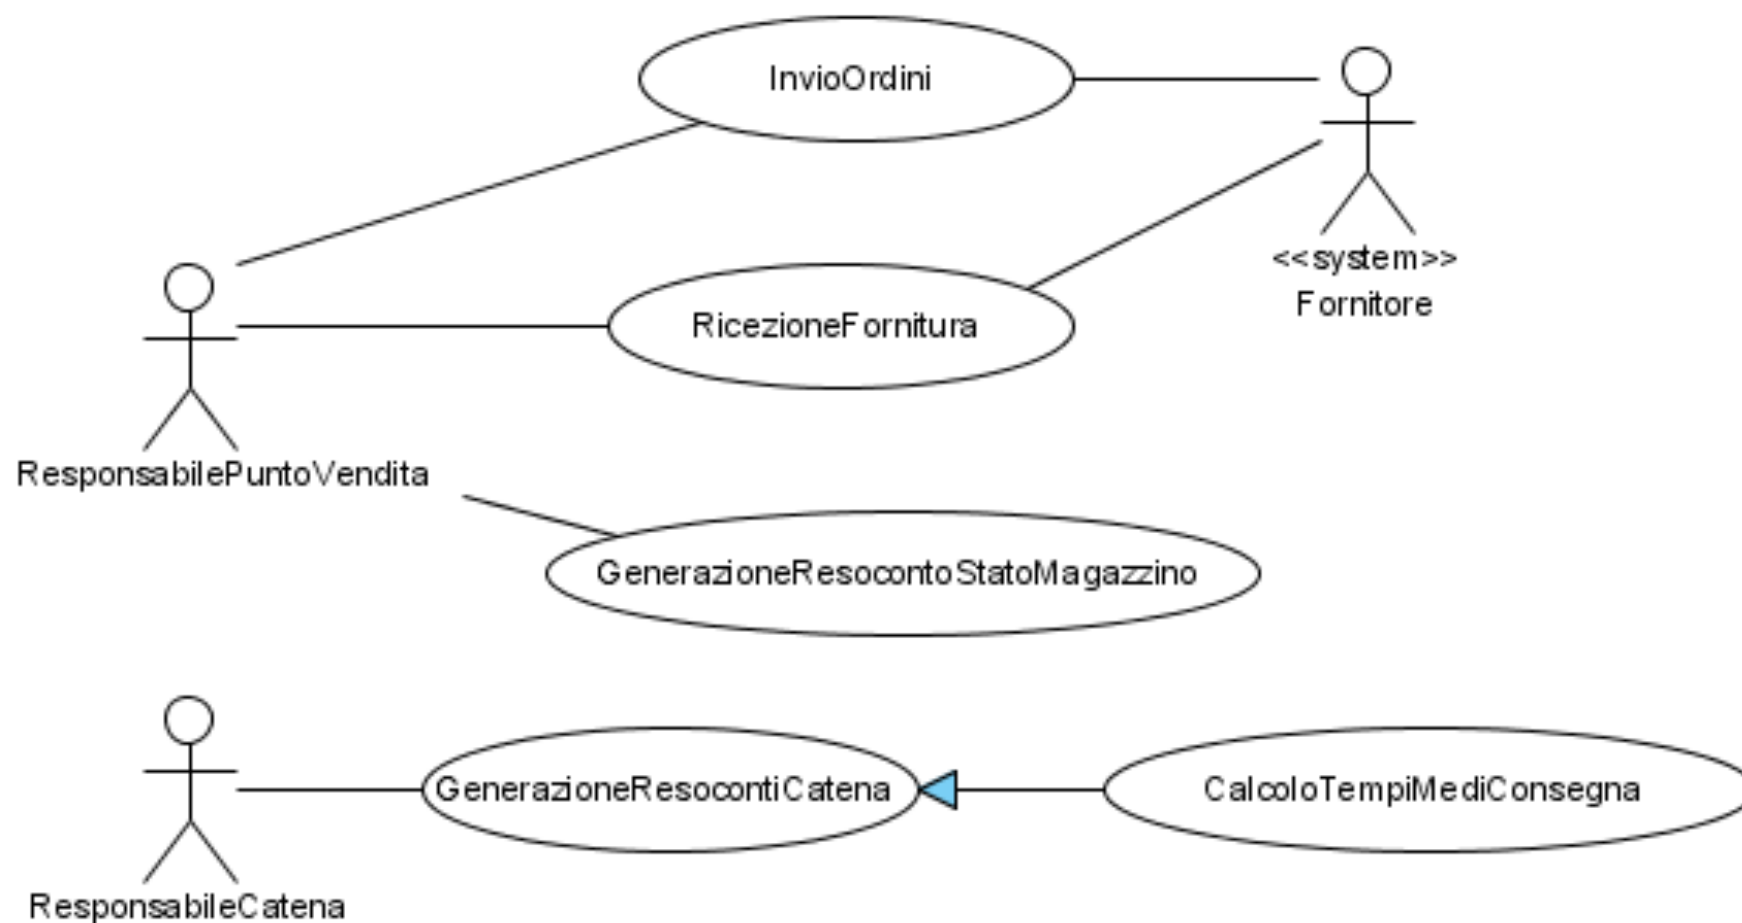 InvioOrdini
<<system>>
Fornitore
RicezioneFornitura
ResponsabilePuntoVendita
GenerazioneResocontoStatoMagazzino
GenerazioneResocontiCatena
CalcoloTempiMediConsegna
ResponsabileCatena